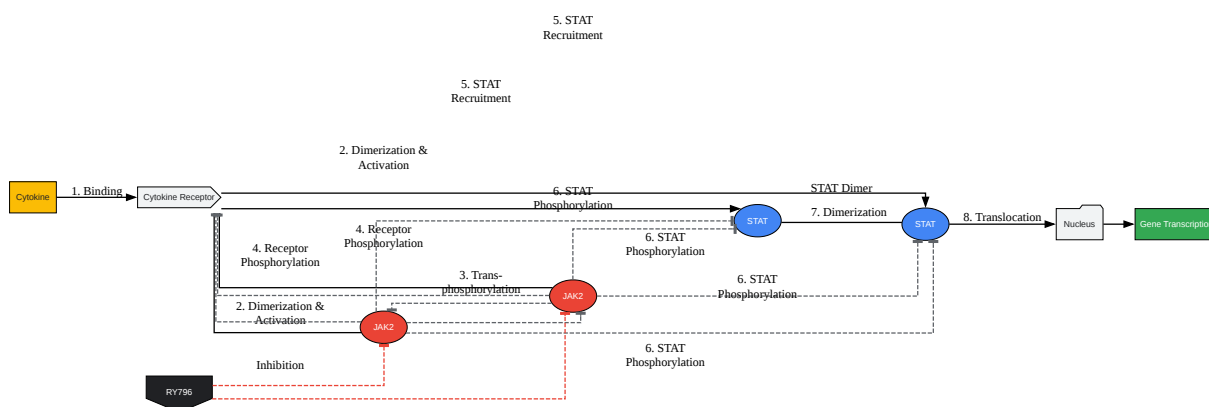 5. STAT
Recruitment
5. STAT
Recruitment
2. Dimerization &
Activation
Cytokine
1. Binding
Cytokine Receptor
6. STAT
Phosphorylation
STAT Dimer
STAT
7. Dimerization
STAT
8. Translocation
Nucleus
Gene Transcription
4. Receptor
Phosphorylation
4. Receptor
Phosphorylation
6. STAT
Phosphorylation
3. Trans-
phosphorylation
JAK2
6. STAT
Phosphorylation
2. Dimerization &
Activation
JAK2
6. STAT
Phosphorylation
Inhibition
RY796